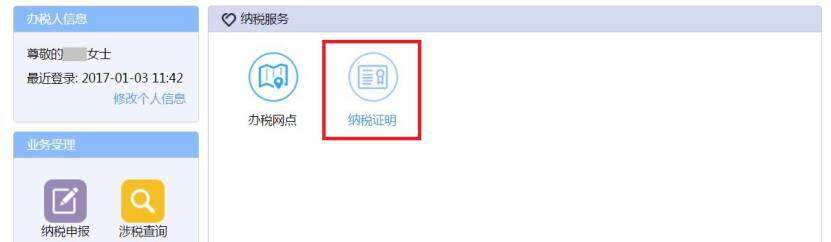 办税人信息
尊敬的 女士
最近登录: 2017-01-03 11:42
修改个人信息
业务受理
纳税申报 涉税查询
纳税服务
办税网点 纳税证明